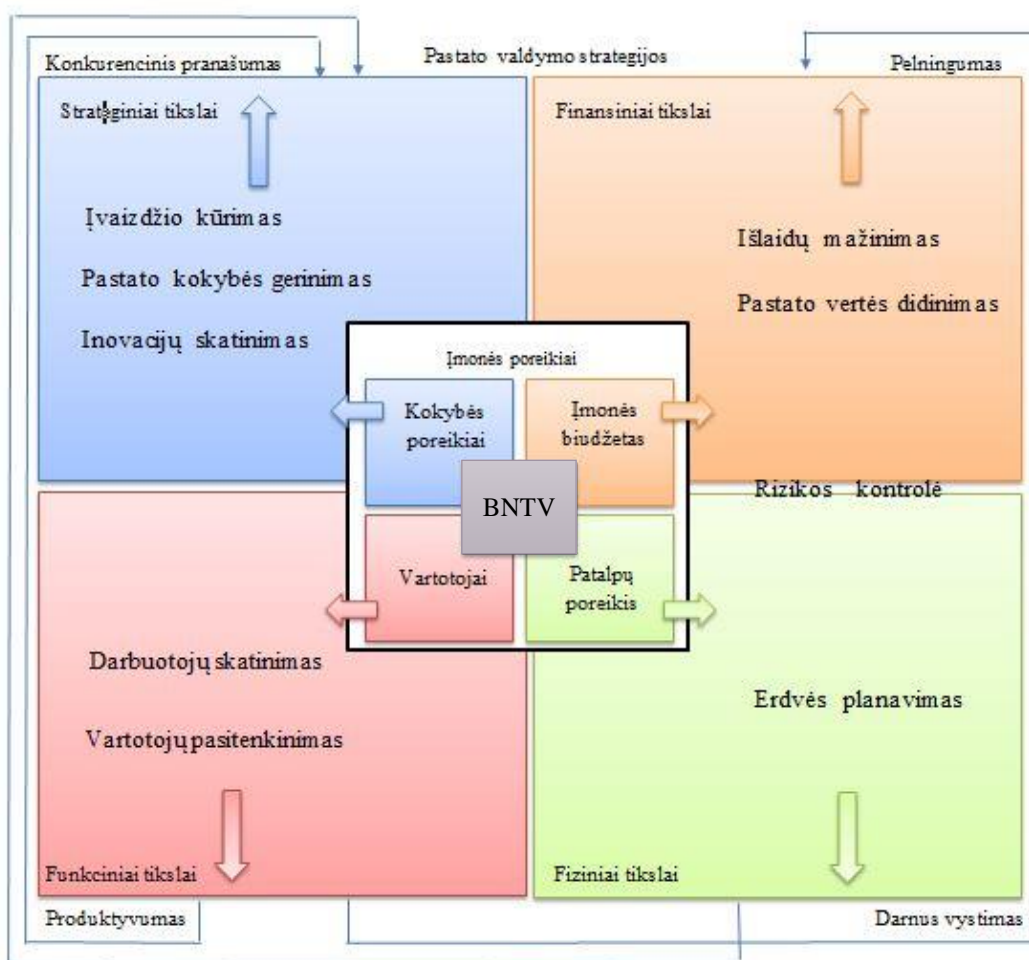 Pastato valdymo strategijos
Konkurencinis pranašumas
Pelningumas
Strateginiai tikslai
Finansiniai tikslai
Įvaizdžio kūrimas
Pastato kokybės gerinimas
Inovacijų skatinimas
Išlaidų mažinimas
Pastato vertės didinimas
Įmonės poreikiai
Kokybės
poreikiai
Įmonės
biudžetas
BNTV
Rizikos kontrolė
Vartotojai
Patalpų
poreikis
Darbuotojų skatinimas
Vartotojų pasitenkinimas
Erdvės planavimas
Funkciniai tikslai
Fiziniai tikslai
Produktyvumas
Darnus vystimas